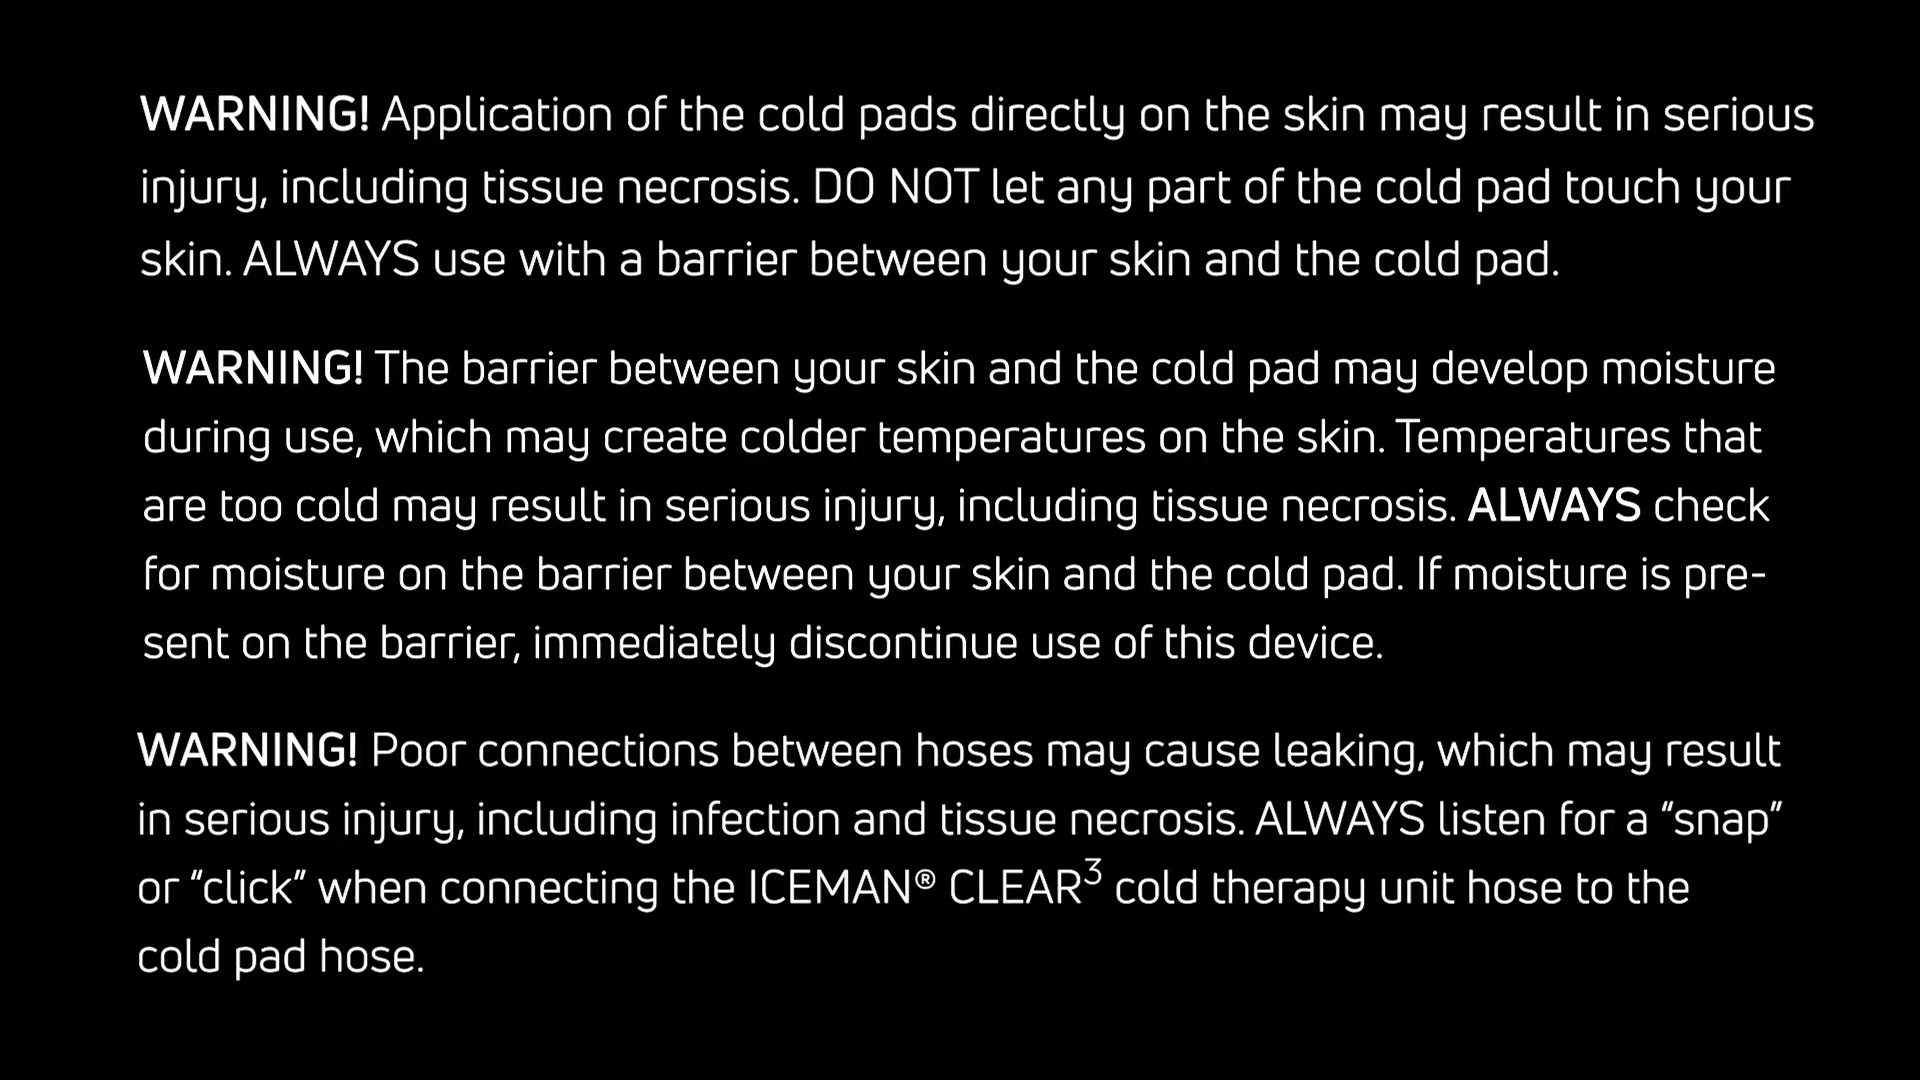 WARNING! Application of the cold pads directly on the skin may result in serious
injury, including tissue necrosis. DO NOT let any part of the cold pad touch your
skin. ALWAYS use with a barrier between your skin and the cold pad.
WARNING! The barrier between your skin and the cold pad may develop moisture
during use, which may create colder temperatures on the skin. Temperatures that
are too cold may result in serious injury, including tissue necrosis. ALWAYS check
for moisture on the barrier between your skin and the cold pad. If moisture is pre-
sent on the barrier, immediately discontinue use of this device.
WARNING! Poor connections between hoses may cause leaking, which may result
in serious injury, including infection and tissue necrosis. ALWAYS listen for a “snap”
or “click” when connecting the ICEMAN® CLEAR³ cold therapy unit hose to the
cold pad hose.